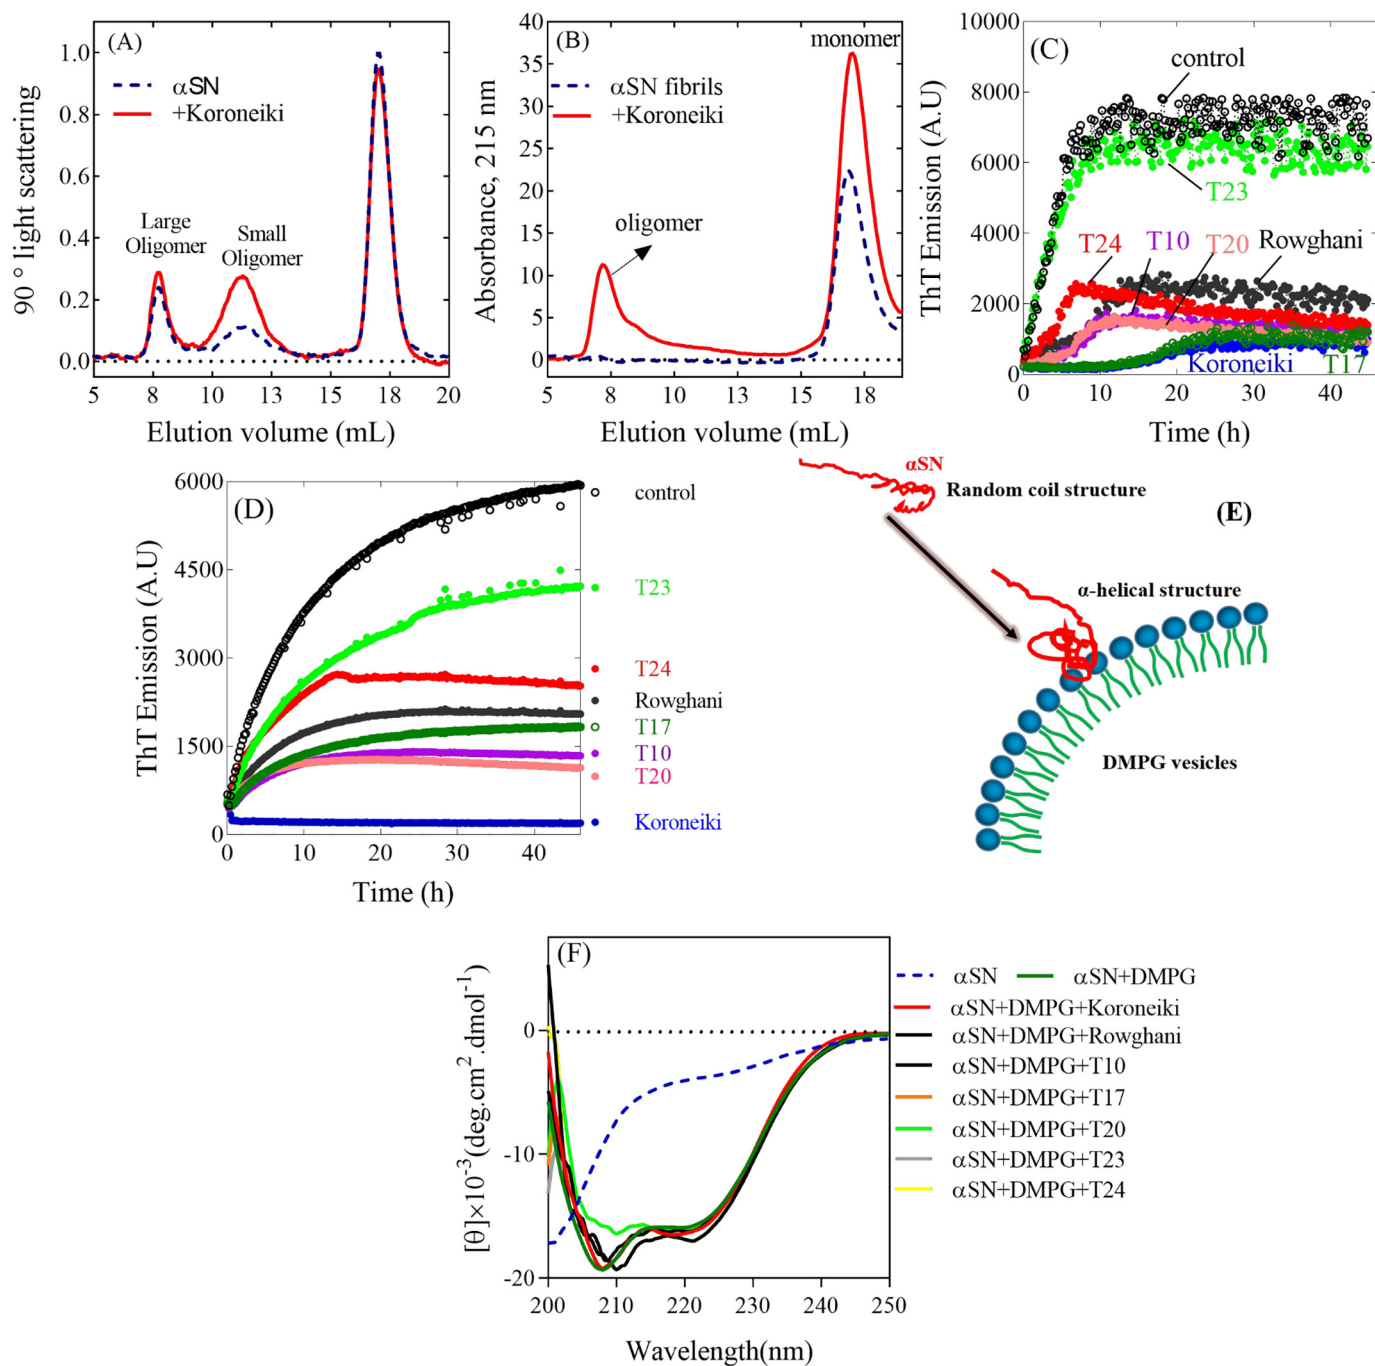 (A)
αSN
+Koroneiki
Large
Oligomer
Small
Oligomer
90 ° light scattering
1.0
0.8
0.6
0.4
0.2
0.0
5 8 10 13 15 18 20
Elution volume (mL)
(B)
monomer
αSN fibrils
+Koroneiki
oligomer
Absorbance, 215 nm
40
35
30
25
20
15
10
5
0
5 8 10 13 15 18
Elution volume (mL)
(C)
control
T23
T24
T10
T20
Rowghani
Koroneiki
T17
ThT Emission (A.U)
10000
8000
6000
4000
2000
0
0 10 20 30 40
Time (h)
(D)
control
T23
T24
Rowghani
T17
T10
T20
Koroneiki
ThT Emission (A.U)
6000
4500
3000
1500
0
0 10 20 30 40
Time (h)
αSN
Random coil structure
(E)
α-helical structure
DMPG vesicles
(F)
αSN
αSN+DMPG
αSN+DMPG+Koroneiki
αSN+DMPG+Rowghani
αSN+DMPG+T10
αSN+DMPG+T17
αSN+DMPG+T20
αSN+DMPG+T23
αSN+DMPG+T24
[θ]×10⁻³(deg.cm².dmol⁻¹)
0
-10
-20
200 210 220 230 240 250
Wavelength(nm)